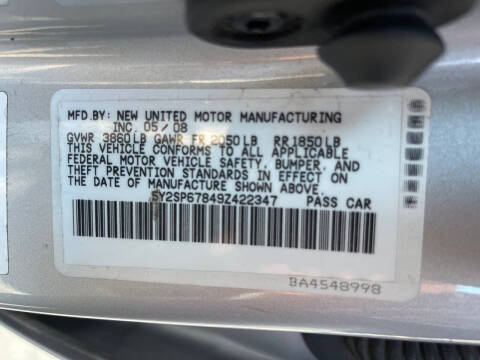 MFD.BY: NEW UNITED MOTOR MANUFACTURING
INC. 05/08
GVWR 3860LB GAWR FR 2050LB RR1850LB
THIS VEHICLE CONFORMS TO ALL APPLICABLE
FEDERAL MOTOR VEHICLE SAFETY, BUMPER, AND
THEFT PREVENTION STANDARDS IN EFFECT ON
THE DATE OF MANUFACTURE SHOWN ABOVE.
5Y2SP67849Z422347 PASS CAR
BA4548998